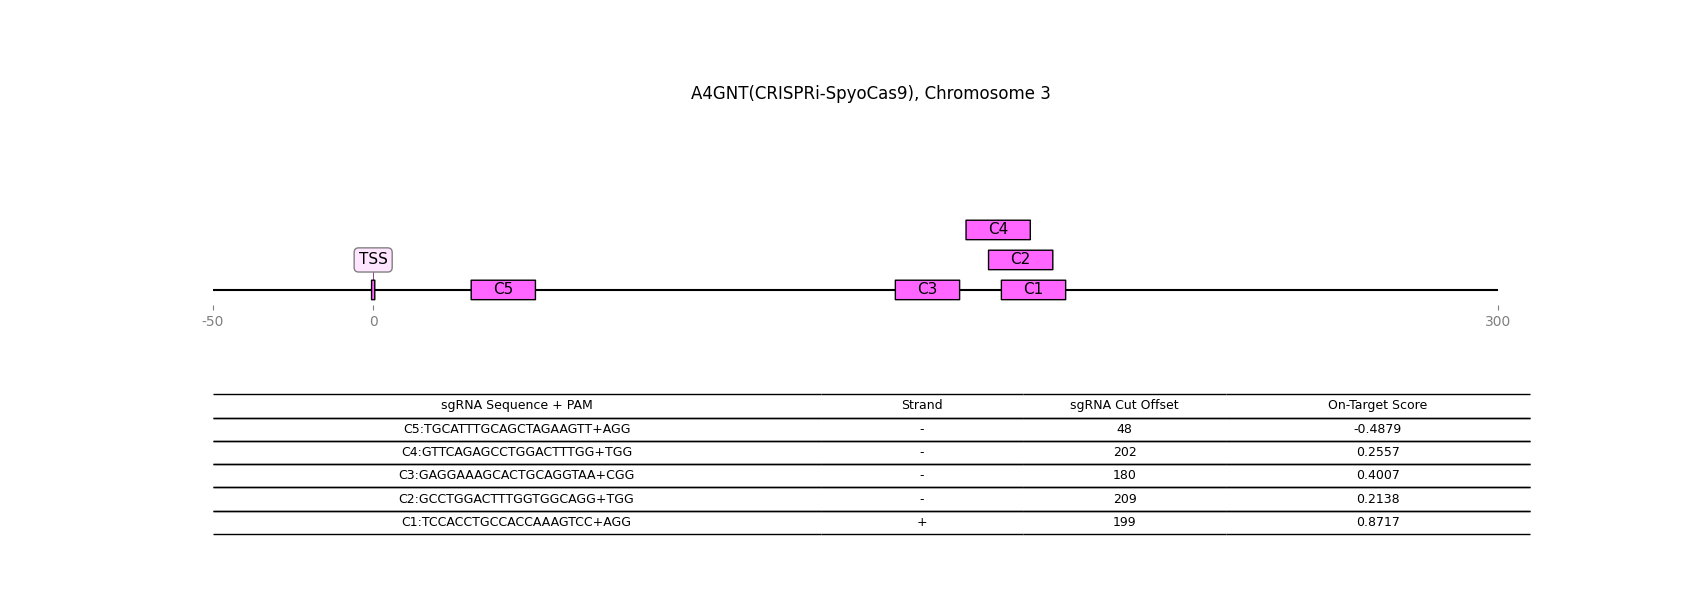 A4GNT(CRISPRi-SpyoCas9), Chromosome 3
C4
TSS C2
C5 C3 C1
-50 0 300
sgRNA Sequence + PAM Strand sgRNA Cut Offset On-Target Score
C5:TGCATTTGCAGCTAGAAGTT+AGG - 48 -0.4879
C4:GTTCAGAGCCTGGACTTTGG+TGG - 202 0.2557
C3:GAGGAAAGCACTGCAGGTAA+CGG - 180 0.4007
C2:GCCTGGACTTTGGTGGCAGG+TGG - 209 0.2138
C1:TCCACCTGCCACCAAAGTCC+AGG + 199 0.8717